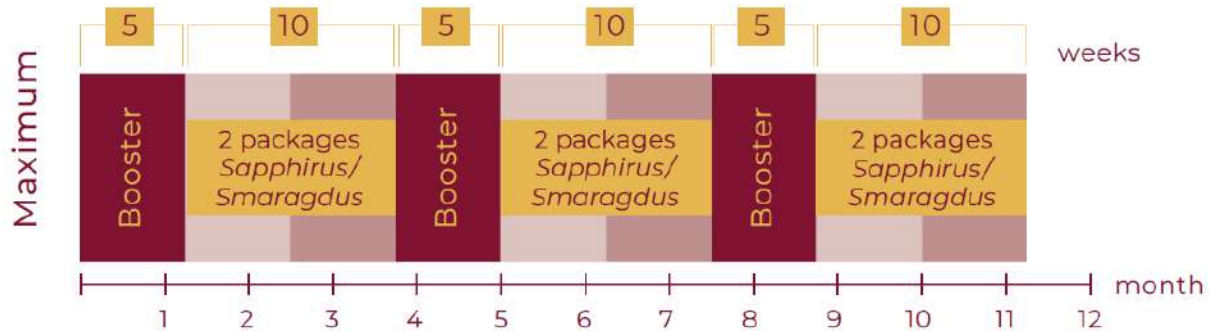 5 10 5 10 5 10
weeks
Maximum
Booster
2 packages
Sapphirus/
Smaragdus
Booster
2 packages
Sapphirus/
Smaragdus
Booster
2 packages
Sapphirus/
Smaragdus
month
1 2 3 4 5 6 7 8 9 10 11 12